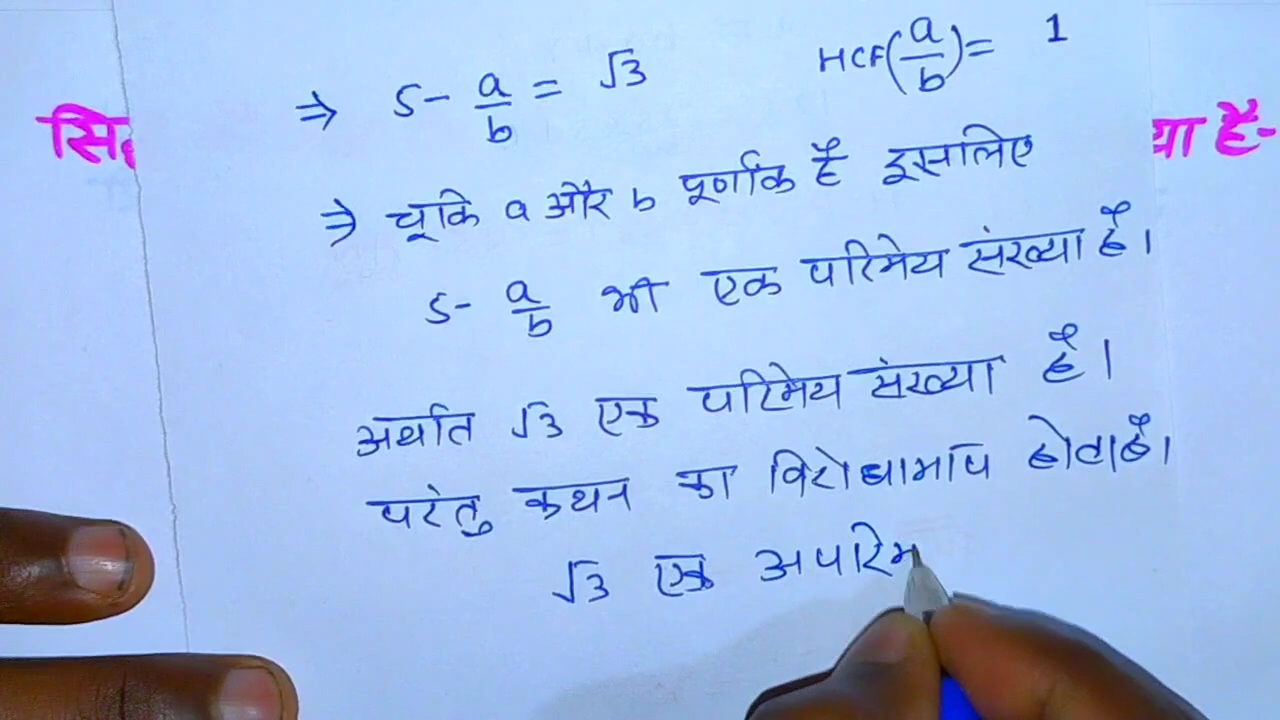 ⇒ 5 - a/b = √3 HCF(a/b) = 1
सिद्ध या है-
⇒ चूकि a और b पूर्णांक है इसलिए
5 - a/b भी एक परिमेय संख्या है।
अर्थात √3 एक परिमेय संख्या है।
परंतु कथन का विरोधाभाष होता है।
√3 एक अपरिम